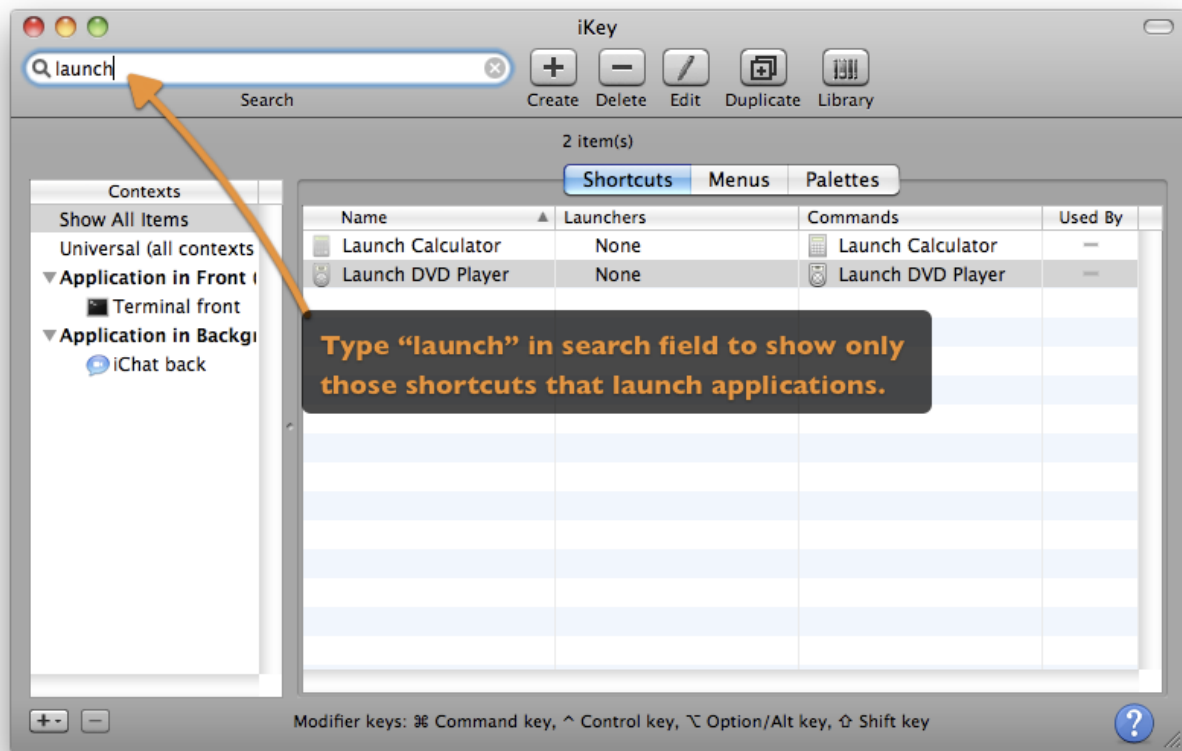 iKey
launch
Search
Create Delete Edit Duplicate Library
2 item(s)
Shortcuts Menus Palettes
Contexts
Show All Items
Universal (all contexts
Application in Front (
Terminal front
Application in Backgr
iChat back
Name Launchers Commands Used By
Launch Calculator None Launch Calculator —
Launch DVD Player None Launch DVD Player —
Type “launch” in search field to show only
those shortcuts that launch applications.
Modifier keys: ⌘ Command key, ^ Control key, ⌥ Option/Alt key, ⇧ Shift key
?